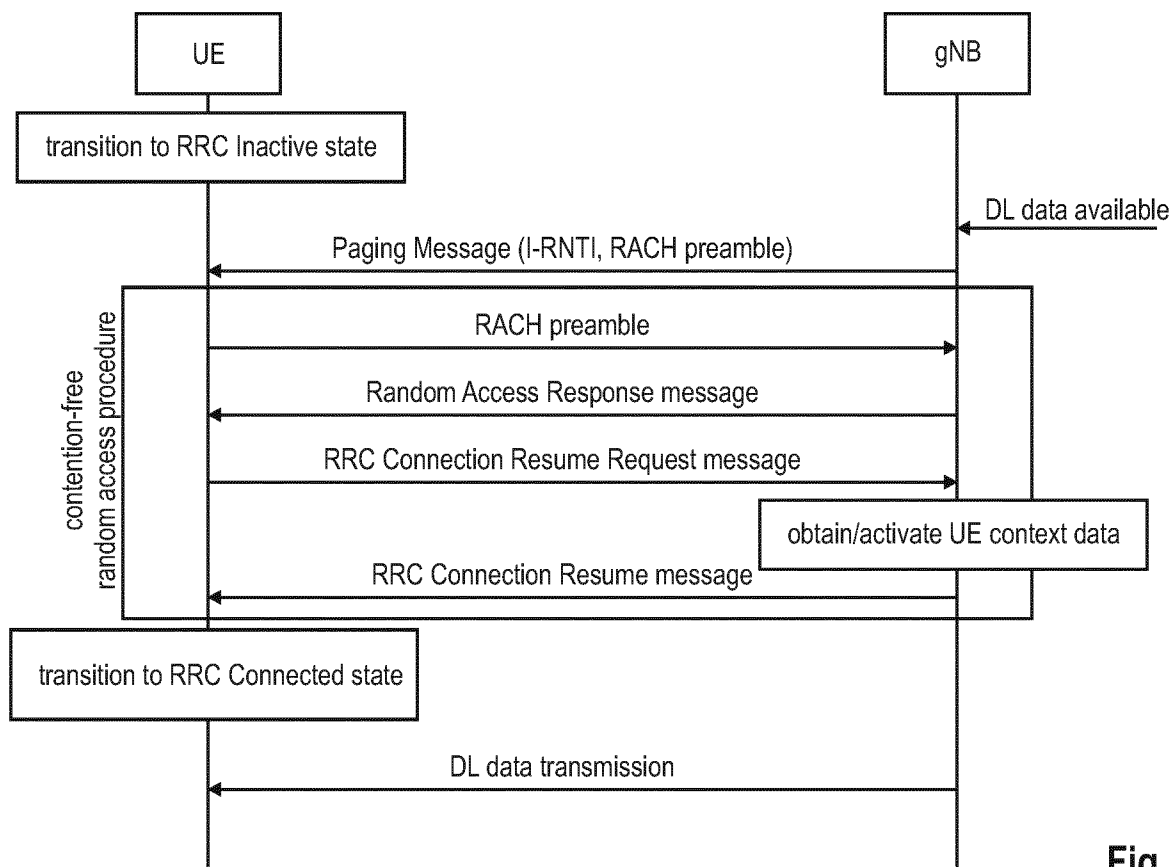 UE
gNB
transition to RRC Inactive state
DL data available
Paging Message (I-RNTI, RACH preamble)
contention-free
random access procedure
RACH preamble
Random Access Response message
RRC Connection Resume Request message
obtain/activate UE context data
RRC Connection Resume message
transition to RRC Connected state
DL data transmission
Fig